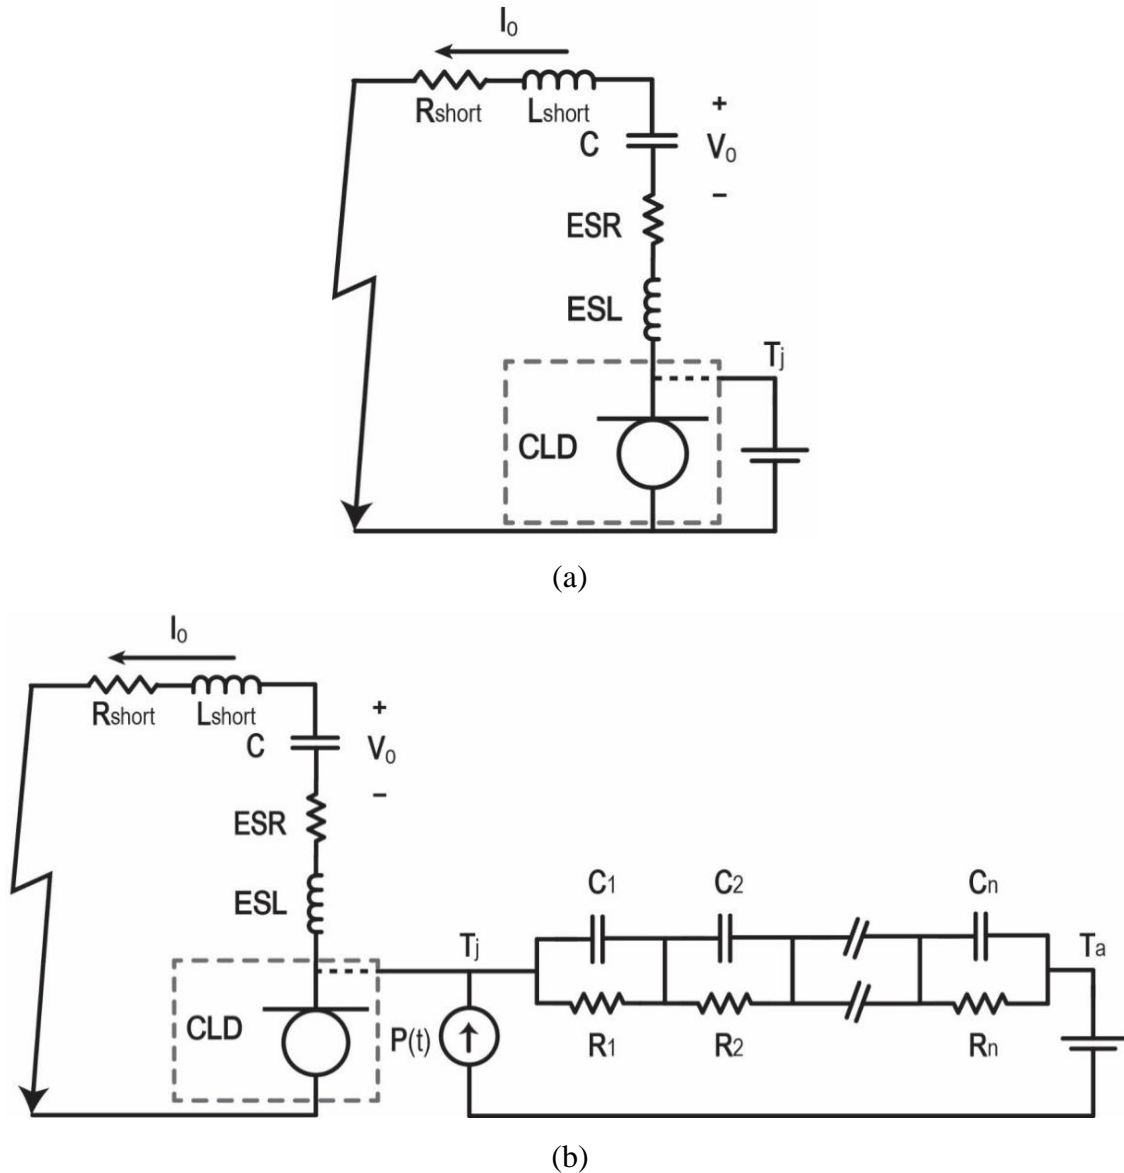 I0
Rshort Lshort
+
C V0
−
ESR
ESL
Tj
CLD
(a)
I0
Rshort Lshort
+
C V0
−
ESR
ESL
C1 C2 Cn
Tj Ta
CLD P(t)
R1 R2 Rn
(b)